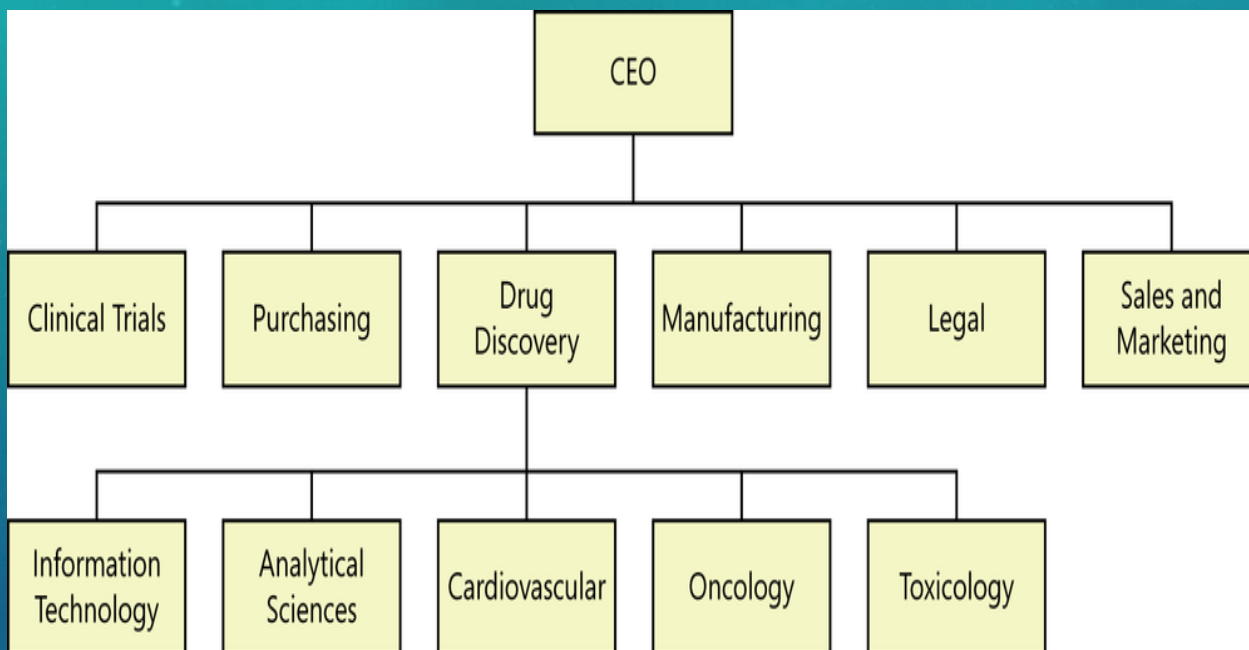 CEO
Clinical Trials
Purchasing
Drug
Discovery
Manufacturing
Legal
Sales and
Marketing
Information
Technology
Analytical
Sciences
Cardiovascular
Oncology
Toxicology